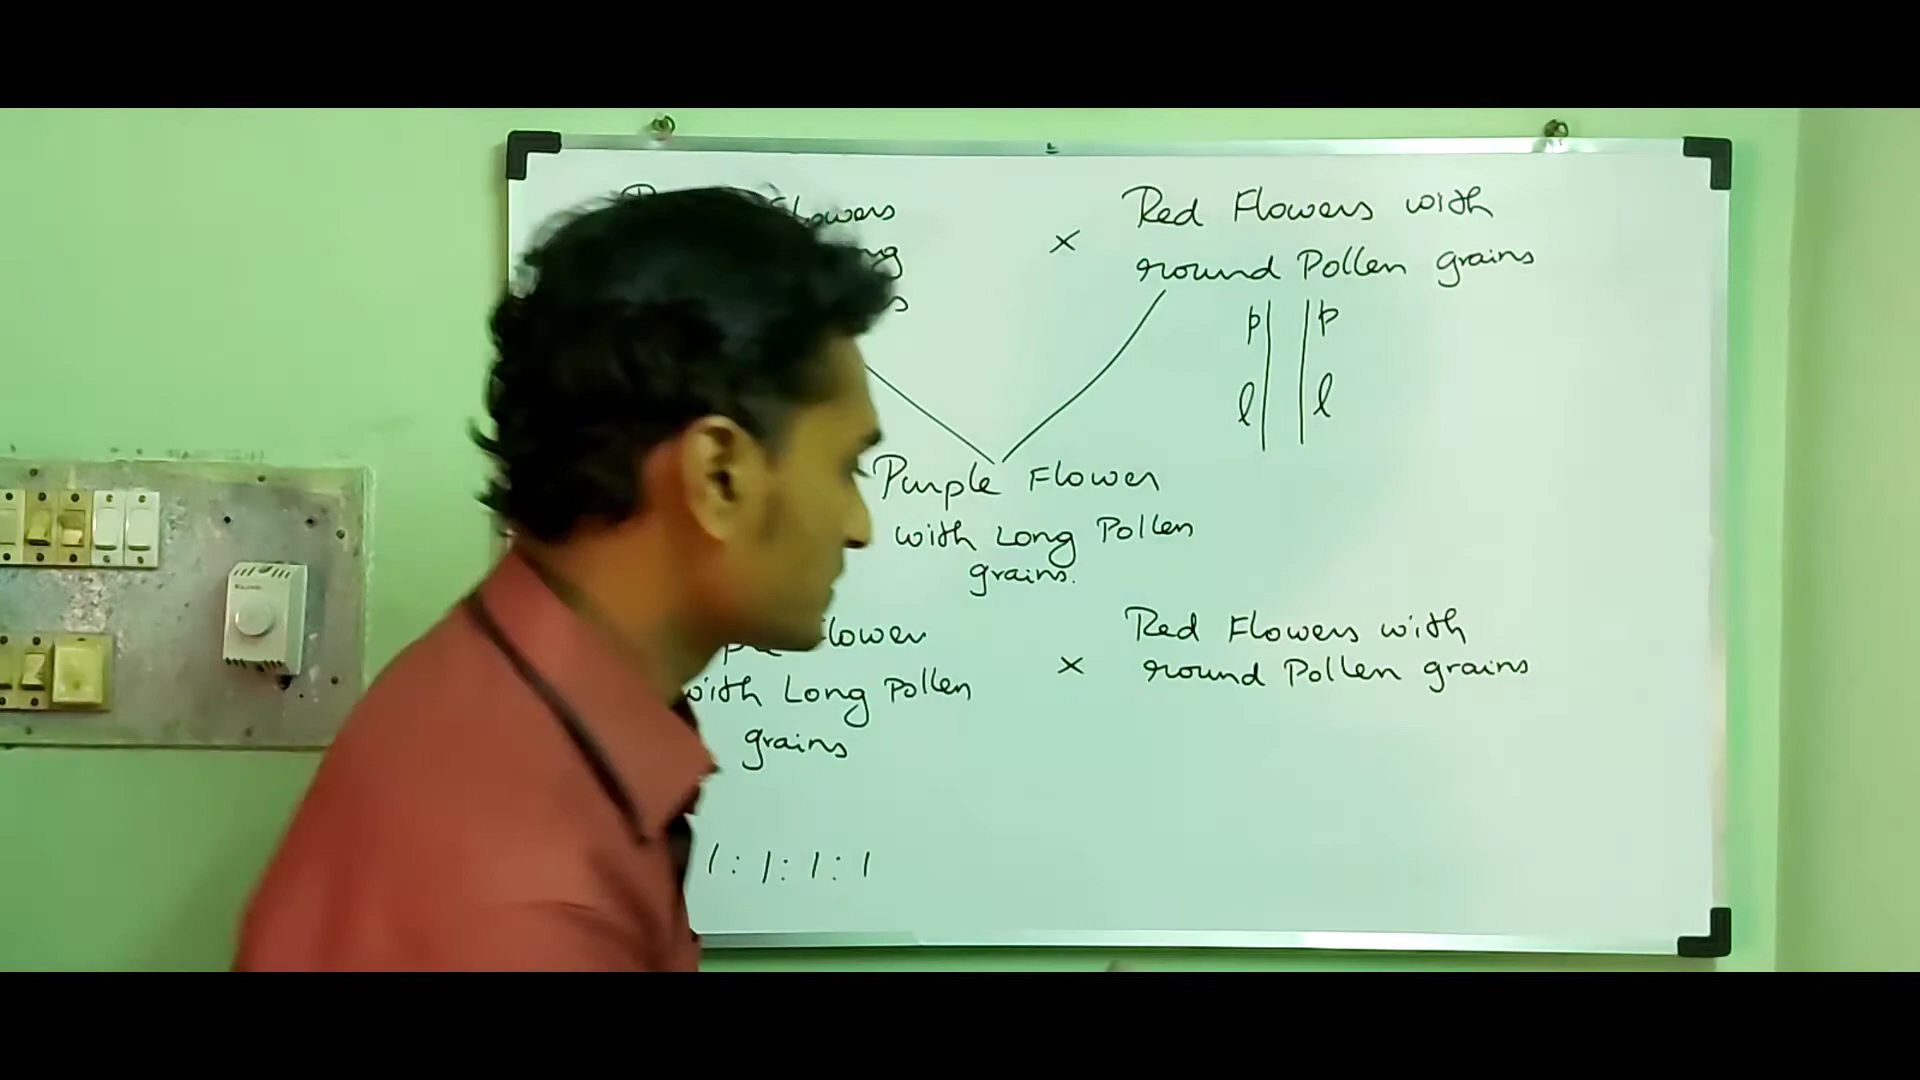 Flowers
× Red Flowers with
round Pollen grains
p p
l l
Purple Flower
with Long Pollen
grains.
Flower × Red Flowers with
with Long Pollen round Pollen grains
grains
1 : 1 : 1 : 1